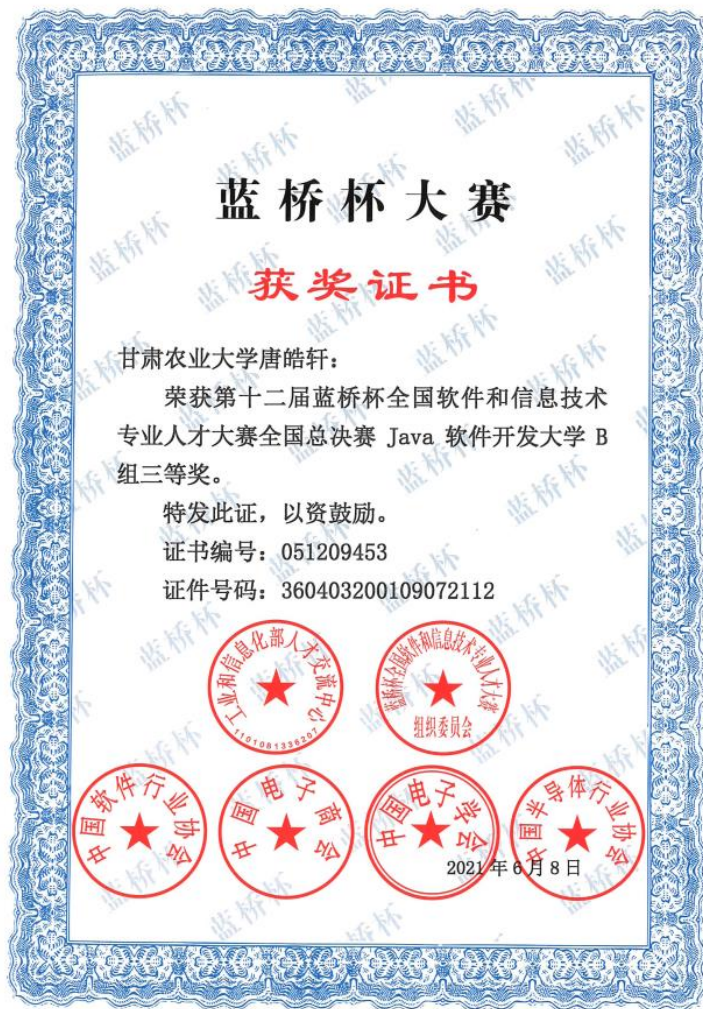 蓝桥杯大赛
获奖证书
甘肃农业大学唐皓轩：
荣获第十二届蓝桥杯全国软件和信息技术
专业人才大赛全国总决赛 Java 软件开发大学 B
组三等奖。
特发此证，以资鼓励。
证书编号：051209453
证件号码：360403200109072112
工业和信息化部人才交流中心
1101081336207
蓝桥杯全国软件和信息技术专业人才大赛
组织委员会
中国软件行业协会
中国电子商会
中国电子学会
中国半导体行业协会
2021 年 6 月 8 日
蓝桥杯